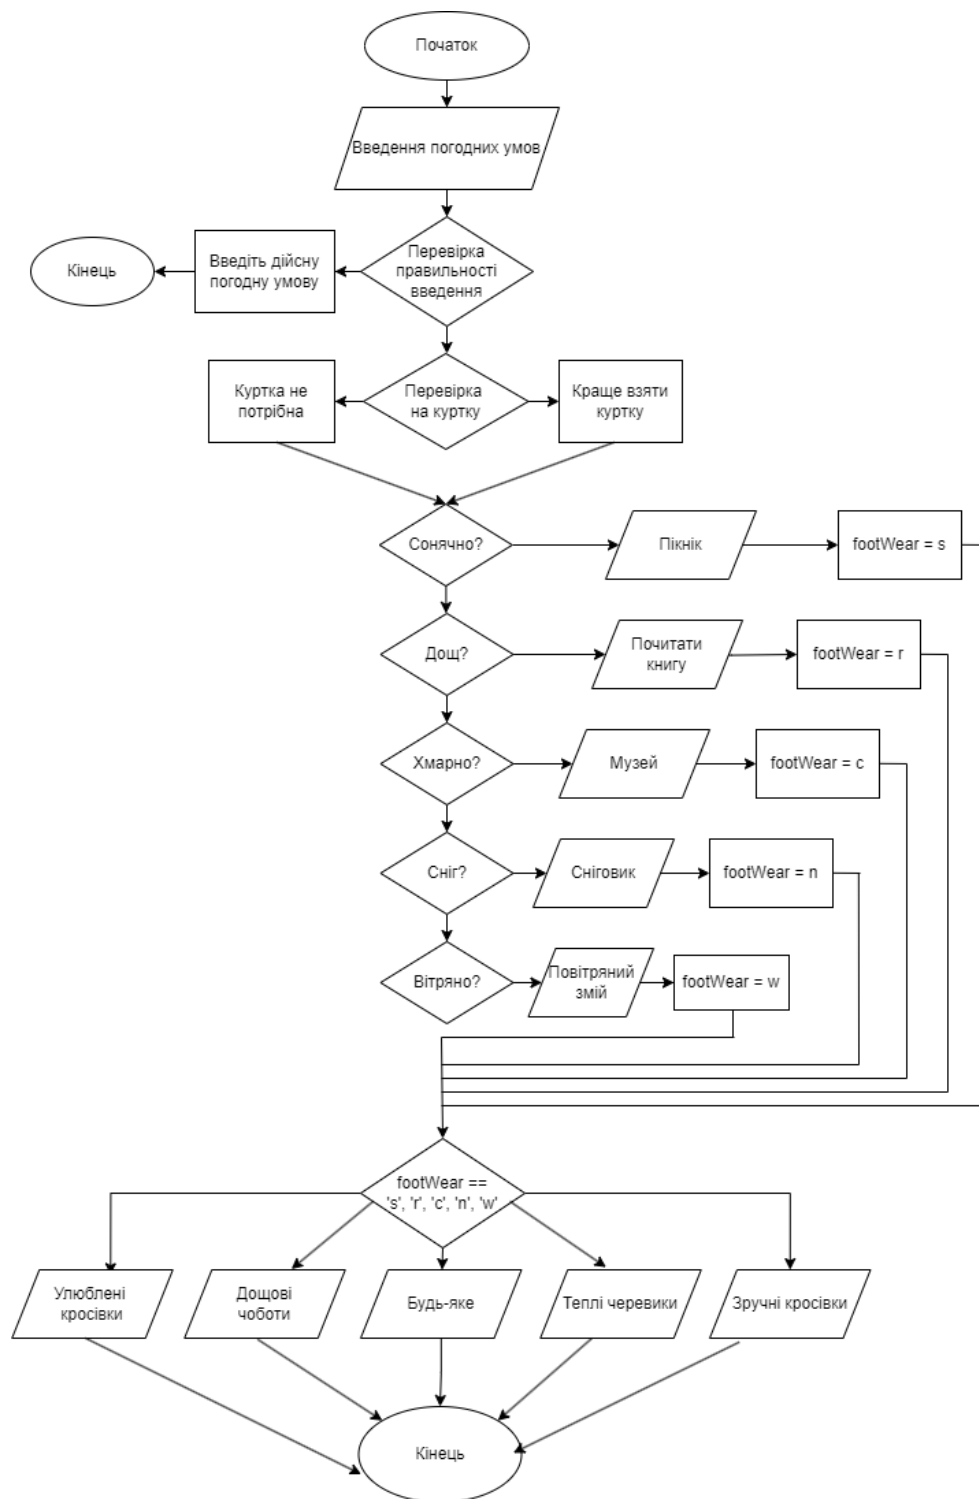 Початок
Введення погодних умов
Перевірка
правильності
введення
Введіть дійсну
погодну умову
Кінець
Куртка не
потрібна
Перевірка
на куртку
Краще взяти
куртку
Сонячно?
Пікнік
footWear = s
Дощ?
Почитати
книгу
footWear = r
Хмарно?
Музей
footWear = c
Сніг?
Сніговик
footWear = n
Вітряно?
Повітряний
змій
footWear = w
footWear ==
's', 'r', 'c', 'n', 'w'
Улюблені
кросівки
Дощові
чоботи
Будь-яке
Теплі черевики
Зручні кросівки
Кінець